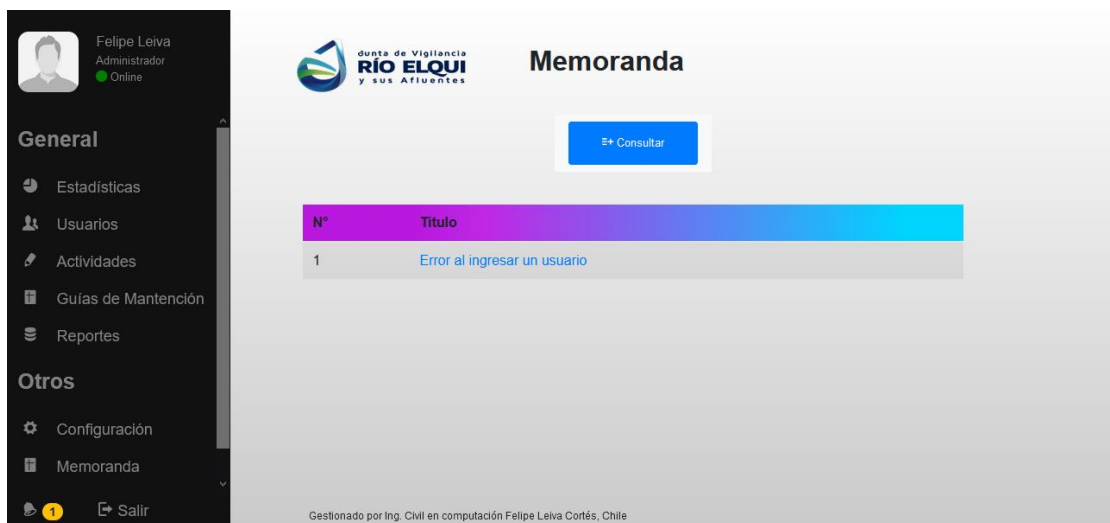 Felipe Leiva
Administrador
Online
General
Estadísticas
Usuarios
Actividades
Guías de Mantención
Reportes
Otros
Configuración
Memoranda
1
Salir
Junta de Vigilancia
RÍO ELQUI
y sus Afluentes
Memoranda
Consultar
N° Titulo
1 Error al ingresar un usuario
Gestionado por Ing. Civil en computación Felipe Leiva Cortés, Chile